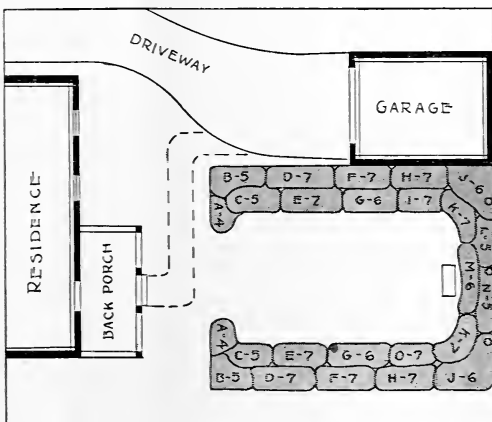 DRIVEWAY
GARAGE
RESIDENCE
BACK PORCH
B-5 D-7 F-7 H-7 J-6
A-4 C-5 E-7 G-6 I-7 K-7
O
L-5
M-6
O
N-5
O
A-4 C-5 E-7 G-6 O-7 K-7
B-5 D-7 F-7 H-7 J-6